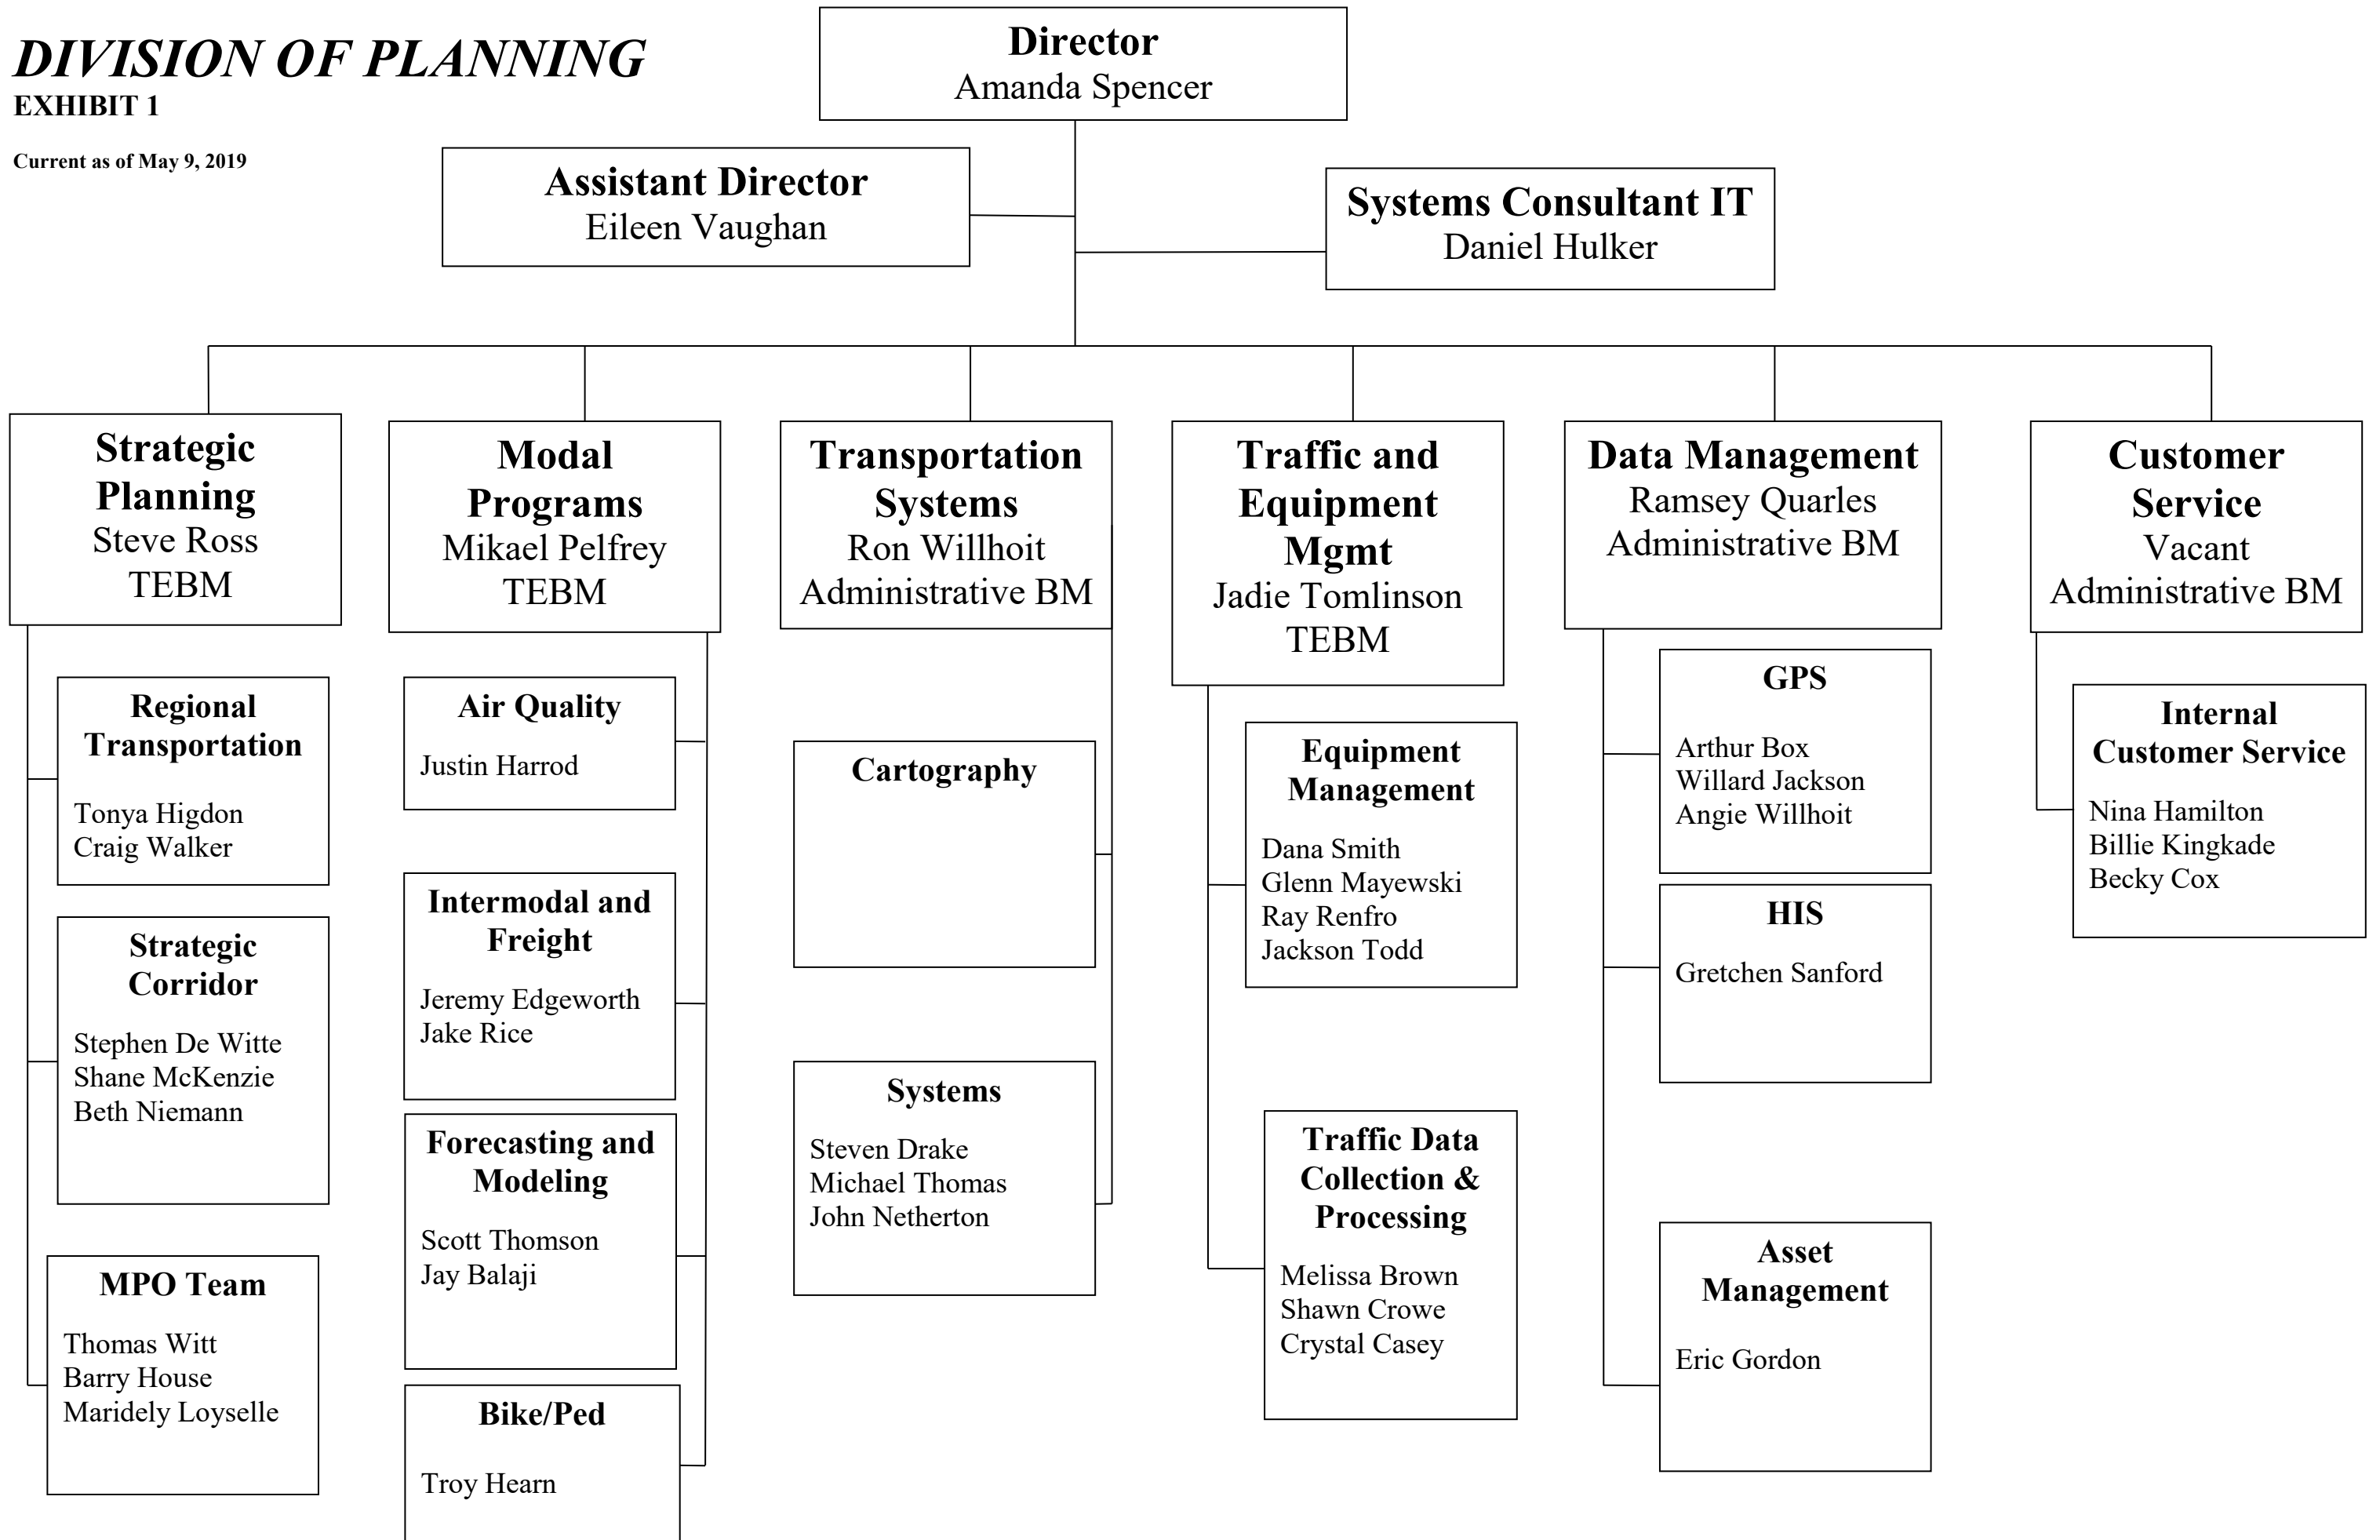 DIVISION OF PLANNING
EXHIBIT 1
Current as of May 9, 2019
Director
Amanda Spencer
Assistant Director
Eileen Vaughan
Systems Consultant IT
Daniel Hulker
Strategic
Planning
Steve Ross
TEBM
Regional
Transportation
Tonya Higdon
Craig Walker
Strategic
Corridor
Stephen De Witte
Shane McKenzie
Beth Niemann
MPO Team
Thomas Witt
Barry House
Maridely Loyselle
Modal
Programs
Mikael Pelfrey
TEBM
Air Quality
Justin Harrod
Intermodal and
Freight
Jeremy Edgeworth
Jake Rice
Forecasting and
Modeling
Scott Thomson
Jay Balaji
Bike/Ped
Troy Hearn
Transportation
Systems
Ron Willhoit
Administrative BM
Cartography
Systems
Steven Drake
Michael Thomas
John Netherton
Traffic and
Equipment
Mgmt
Jadie Tomlinson
TEBM
Equipment
Management
Dana Smith
Glenn Mayewski
Ray Renfro
Jackson Todd
Traffic Data
Collection &
Processing
Melissa Brown
Shawn Crowe
Crystal Casey
Data Management
Ramsey Quarles
Administrative BM
GPS
Arthur Box
Willard Jackson
Angie Willhoit
HIS
Gretchen Sanford
Asset
Management
Eric Gordon
Customer
Service
Vacant
Administrative BM
Internal
Customer Service
Nina Hamilton
Billie Kingkade
Becky Cox